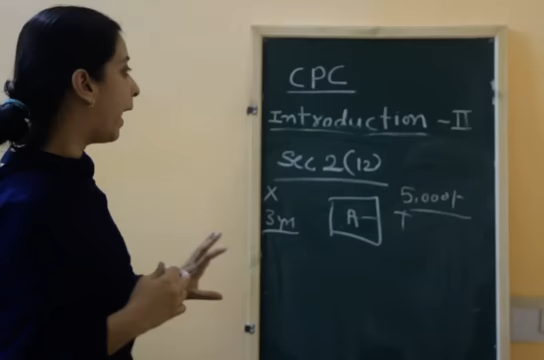 CPC
Introduction - II
Sec 2(12)
X
3m
A-
5,000/-
T